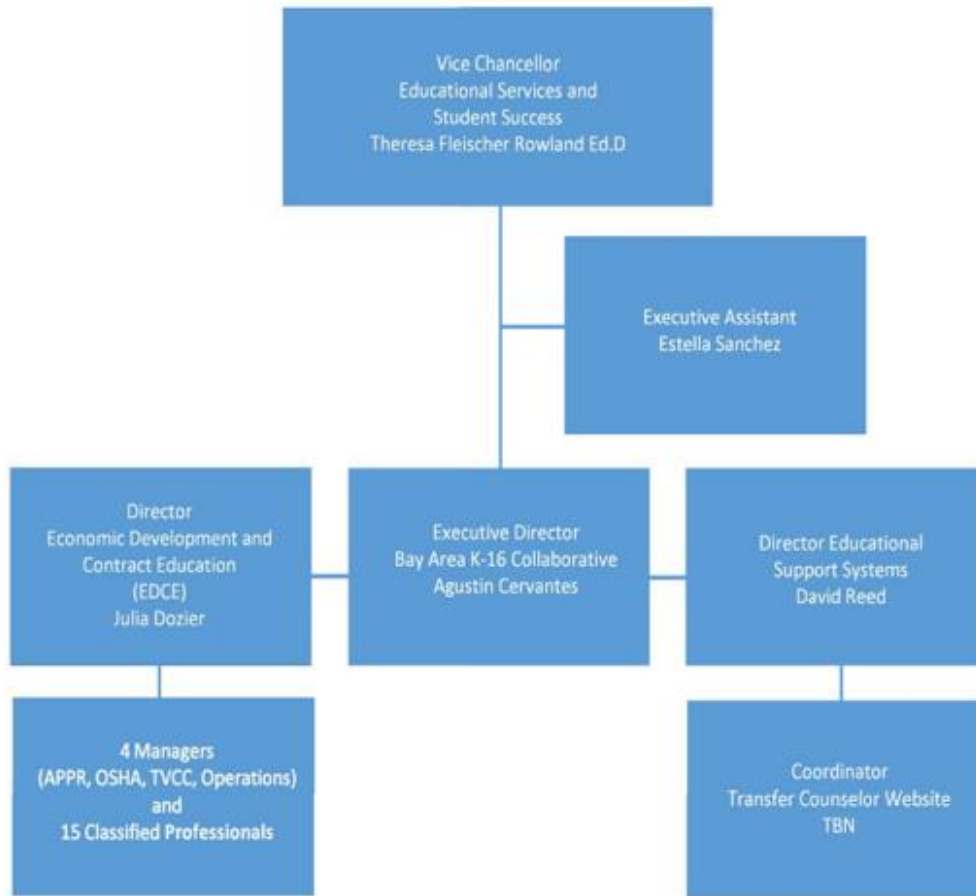 Vice Chancellor
Educational Services and
Student Success
Theresa Fleischer Rowland Ed.D
Executive Assistant
Estella Sanchez
Director
Economic Development and
Contract Education
(EDCE)
Julia Dozier
Executive Director
Bay Area K-16 Collaborative
Agustin Cervantes
Director Educational
Support Systems
David Reed
4 Managers
(APPR, OSHA, TVCC, Operations)
and
15 Classified Professionals
Coordinator
Transfer Counselor Website
TBN